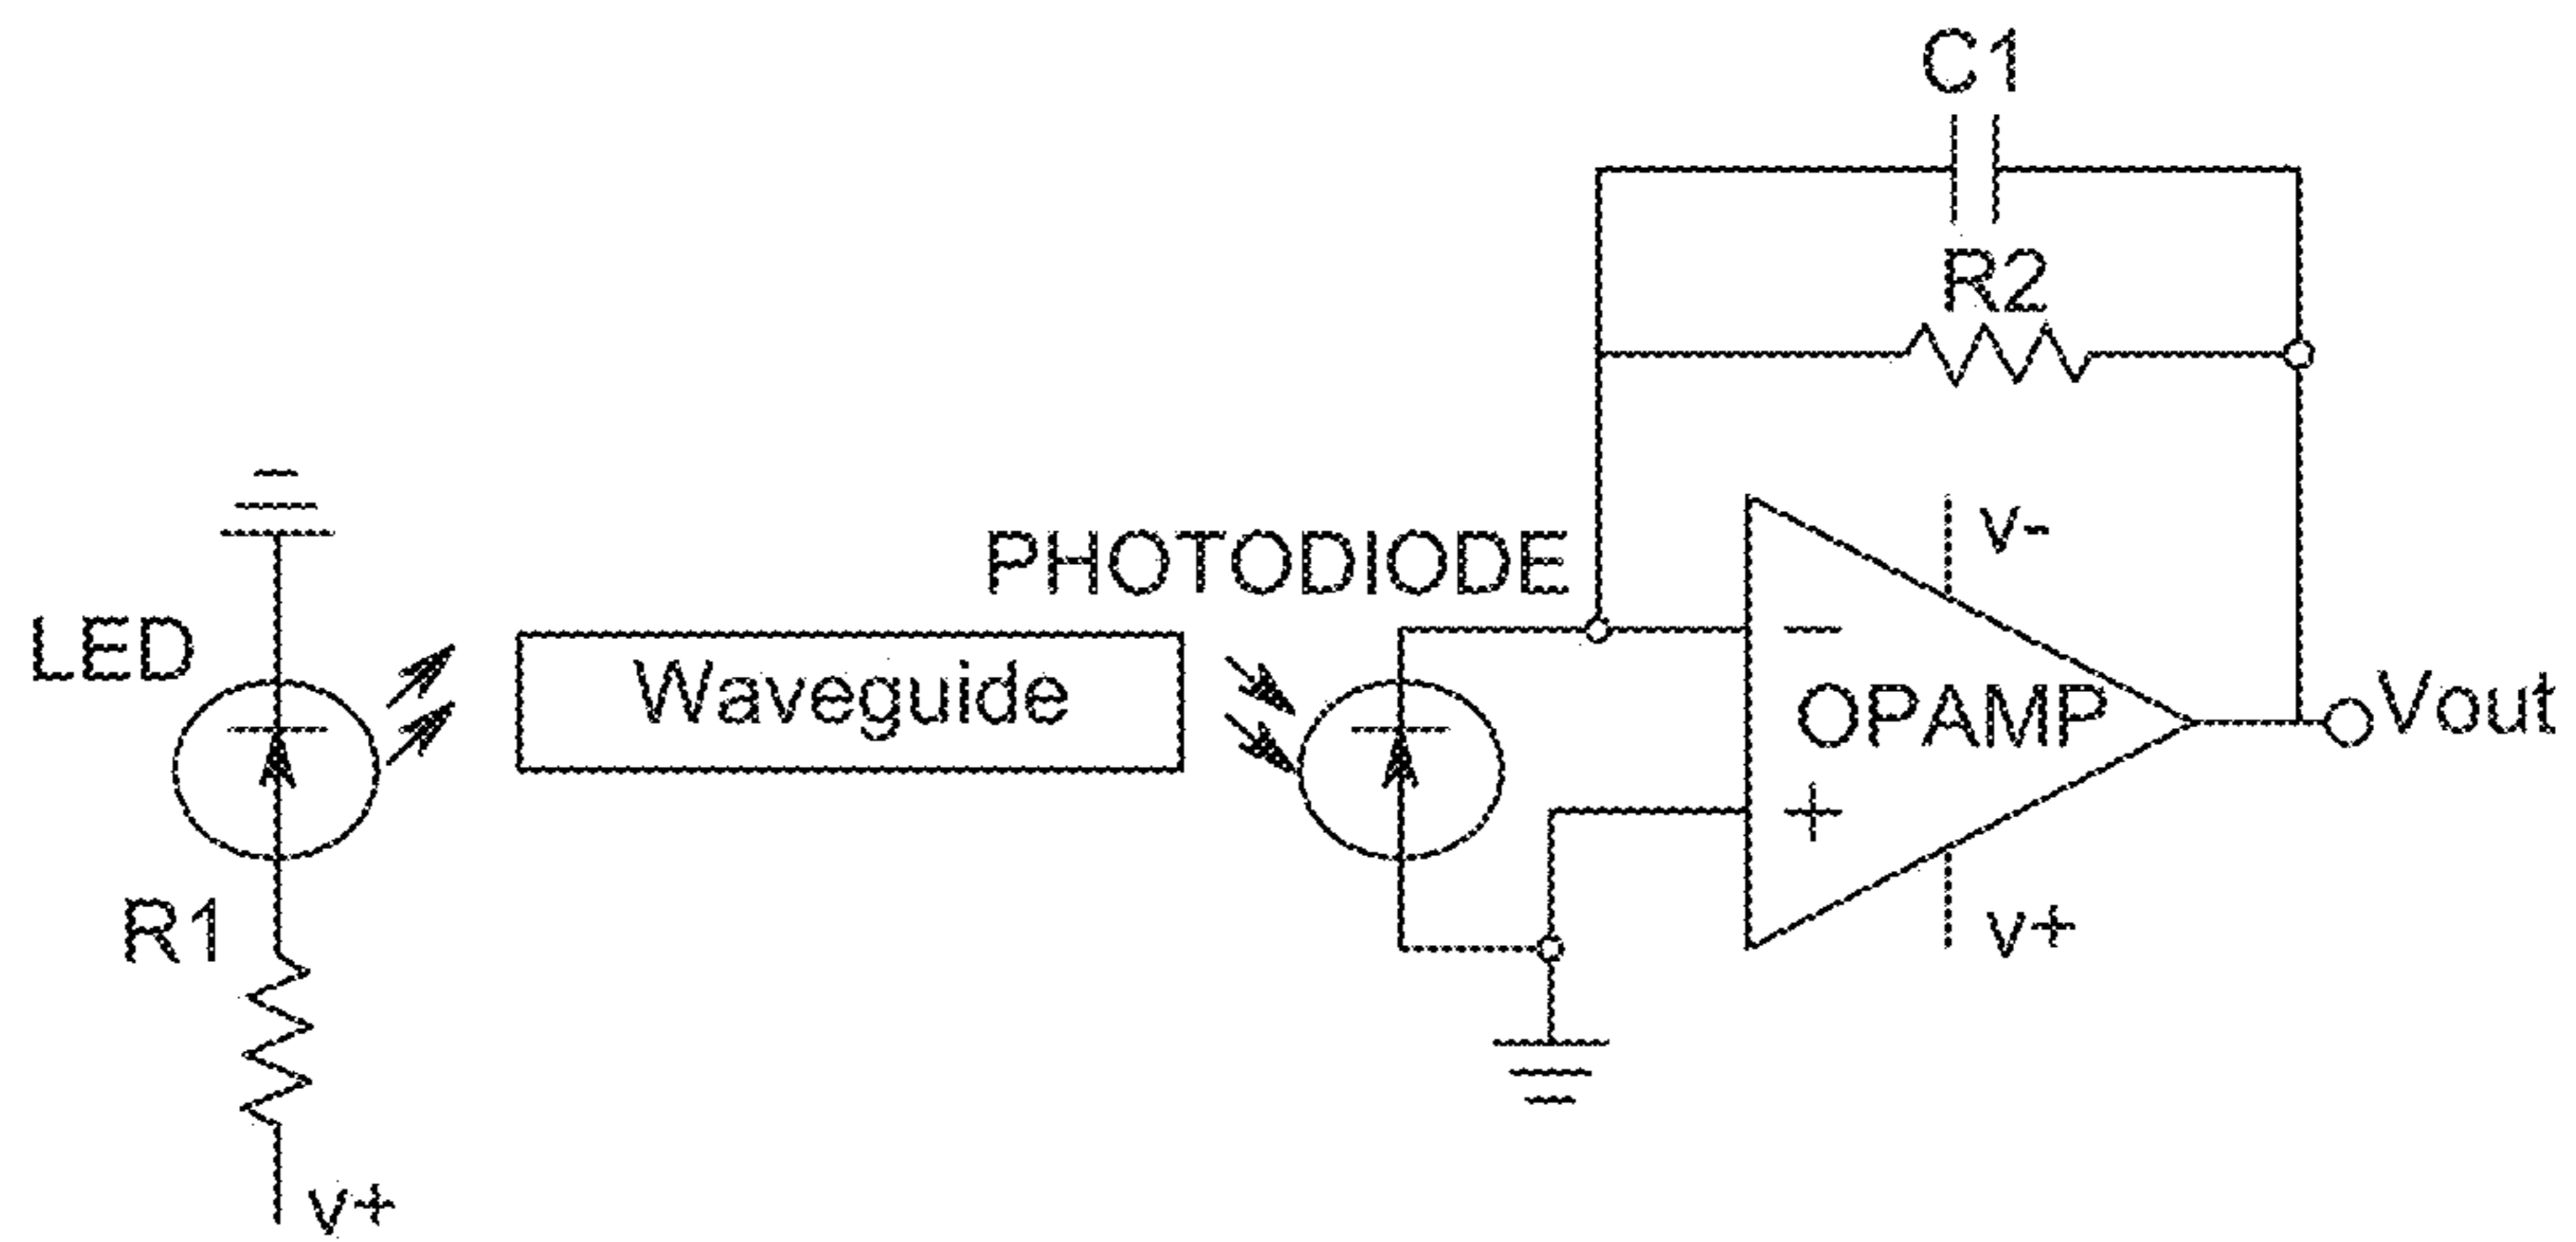 C1
R2
PHOTODIODE
v-
LED
Waveguide
−
OPAMP
Vout
+
R1
v+
v+